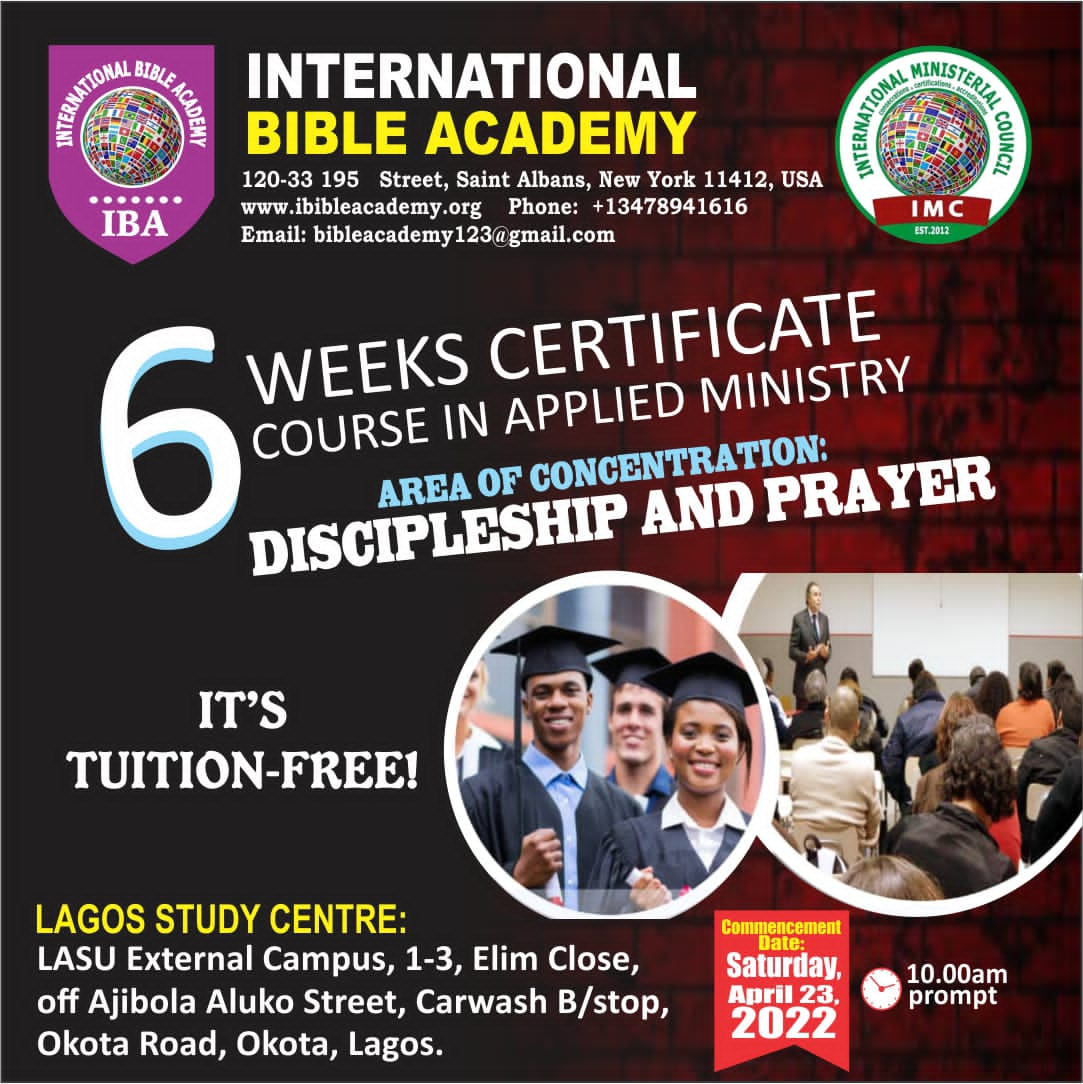 INTERNATIONAL BIBLE ACADEMY
IBA
INTERNATIONAL
BIBLE ACADEMY
120-33 195 Street, Saint Albans, New York 11412, USA
www.ibibleacademy.org Phone: +13478941616
Email: bibleacademy123@gmail.com
INTERNATIONAL MINISTERIAL COUNCIL
IMC
EST.2012
6 WEEKS CERTIFICATE
COURSE IN APPLIED MINISTRY
AREA OF CONCENTRATION:
DISCIPLESHIP AND PRAYER
IT'S
TUITION-FREE!
LAGOS STUDY CENTRE:
LASU External Campus, 1-3, Elim Close,
off Ajibola Aluko Street, Carwash B/stop,
Okota Road, Okota, Lagos.
Commencement
Date:
Saturday,
April 23,
2022
10.00am
prompt